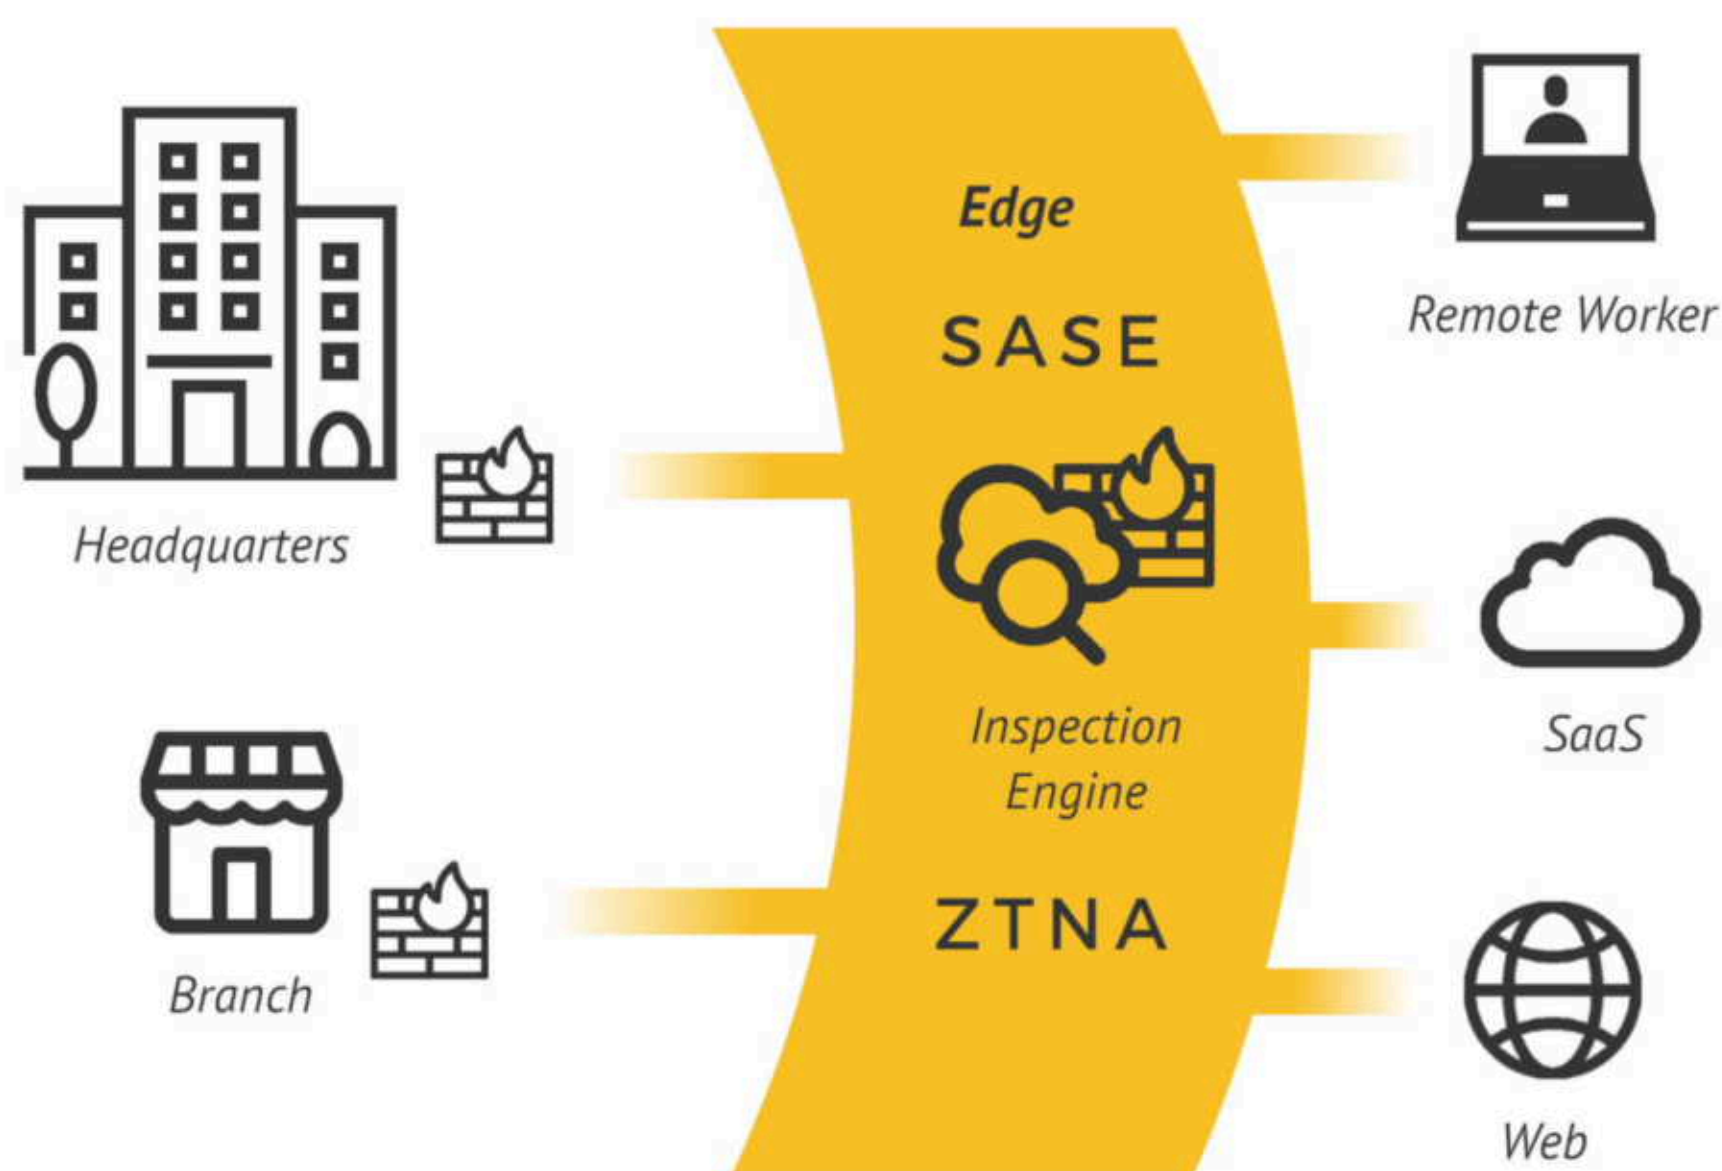 Headquarters
Branch
Edge
SASE
Inspection
Engine
ZTNA
Remote Worker
SaaS
Web